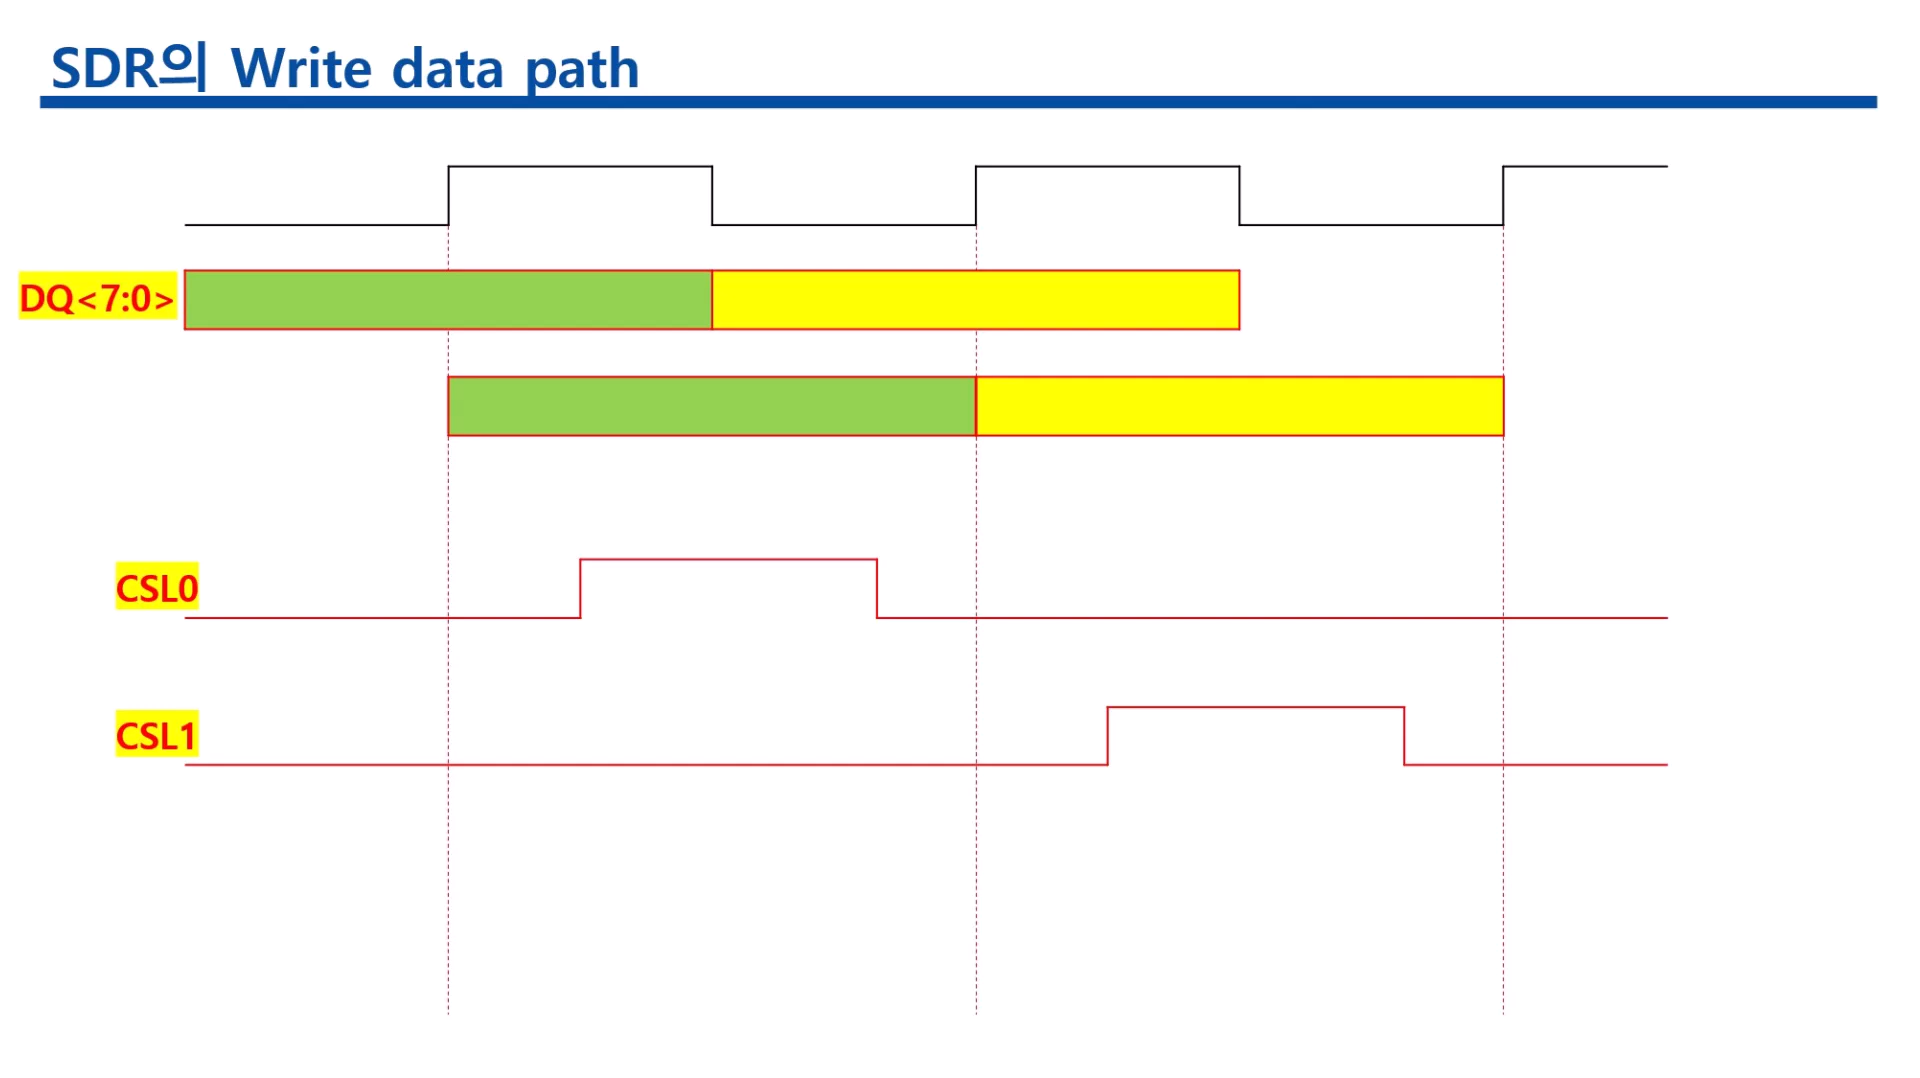 SDR의 Write data path
DQ<7:0>
CSL0
CSL1